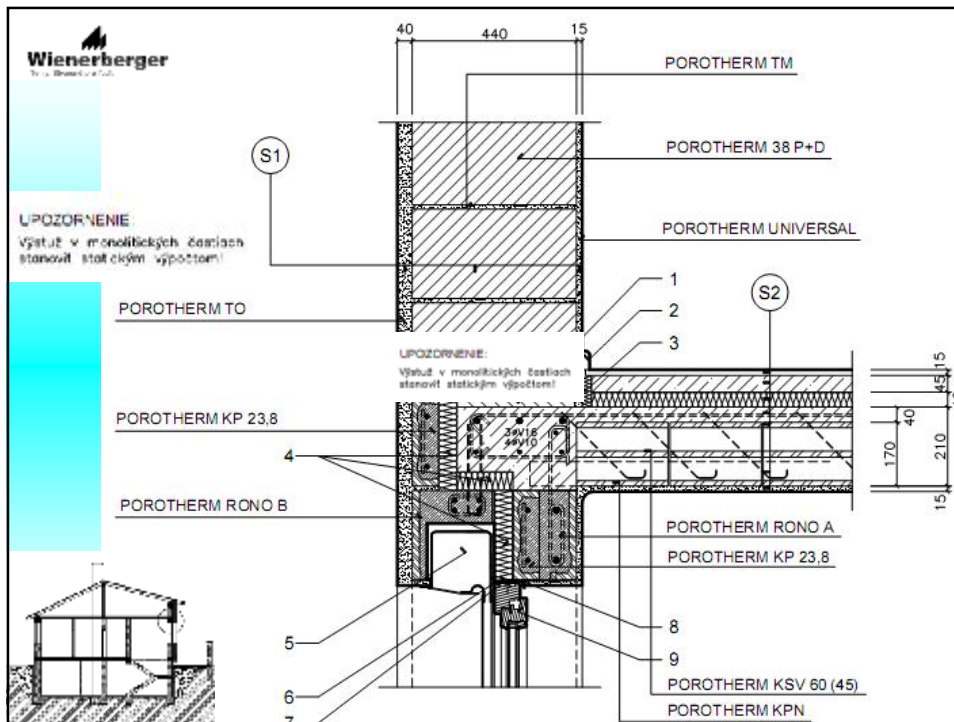 40 440 15
Wienerberger
POROTHERM TM
S1
POROTHERM 38 P+D
UPOZORNENIE:
Výstuž v monolitických častiach
stanoviť statickým výpočtom!
POROTHERM UNIVERSAL
1
S2
2
POROTHERM TO
3
UPOZORNENIE:
Výstuž v monolitických častiach
stanoviť statickým výpočtom!
15
45
40
POROTHERM KP 23,8
4
170
210
15
POROTHERM RONO B
POROTHERM RONO A
POROTHERM KP 23,8
5
8
9
6
POROTHERM KSV 60 (45)
7
POROTHERM KPN